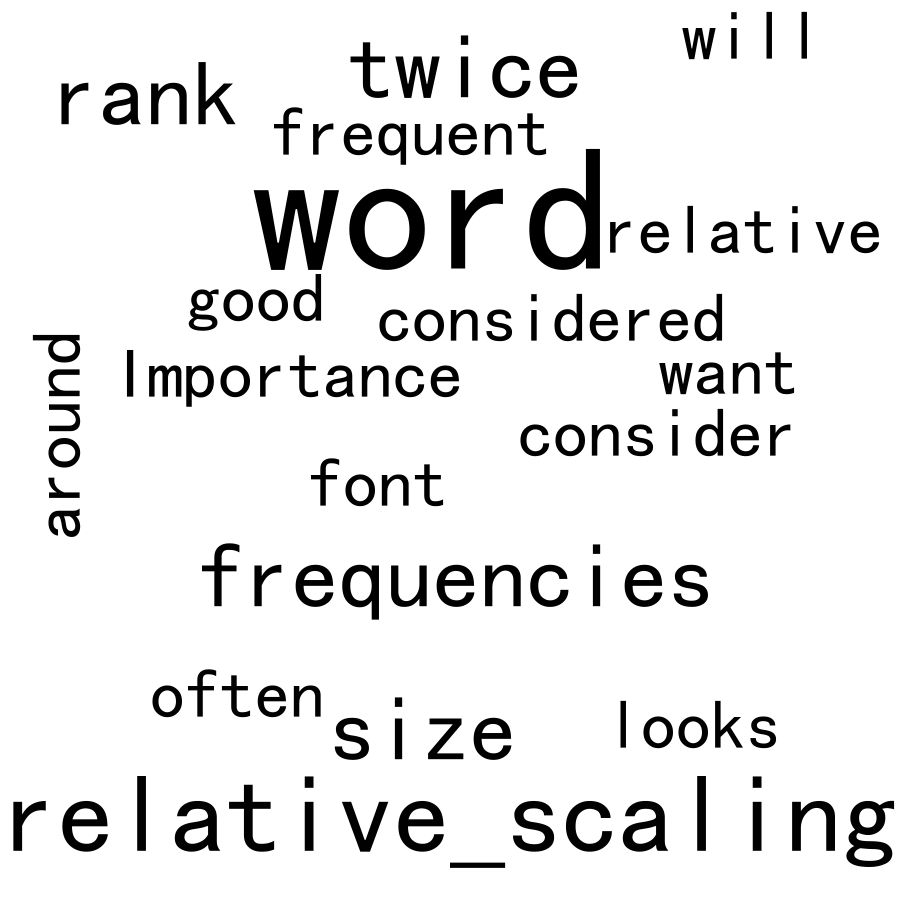 will
twice
rank
frequent
word
relative
good
considered
around
Importance
want
consider
font
frequencies
often
size
looks
relative_scaling